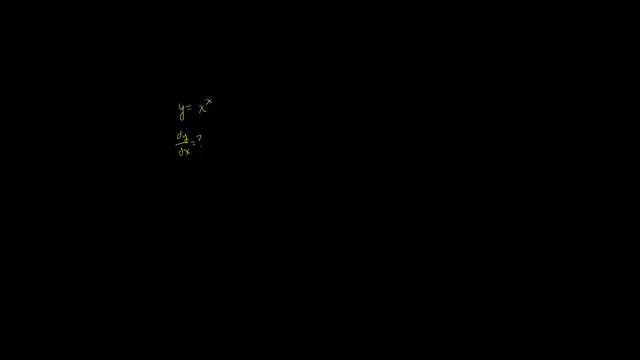 y = x^x
dy/dx = ?